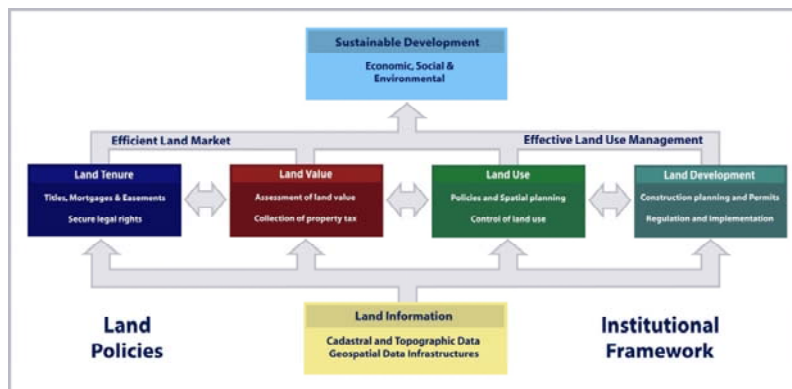 Sustainable Development
Economic, Social &
Environmental
Efficient Land Market
Effective Land Use Management
Land Tenure
Titles, Mortgages & Easements
Secure legal rights
Land Value
Assessment of land value
Collection of property tax
Land Use
Policies and Spatial planning
Control of land use
Land Development
Construction planning and Permits
Regulation and Implementation
Land Information
Cadastral and Topographic Data
Geospatial Data Infrastructures
Land
Policies
Institutional
Framework